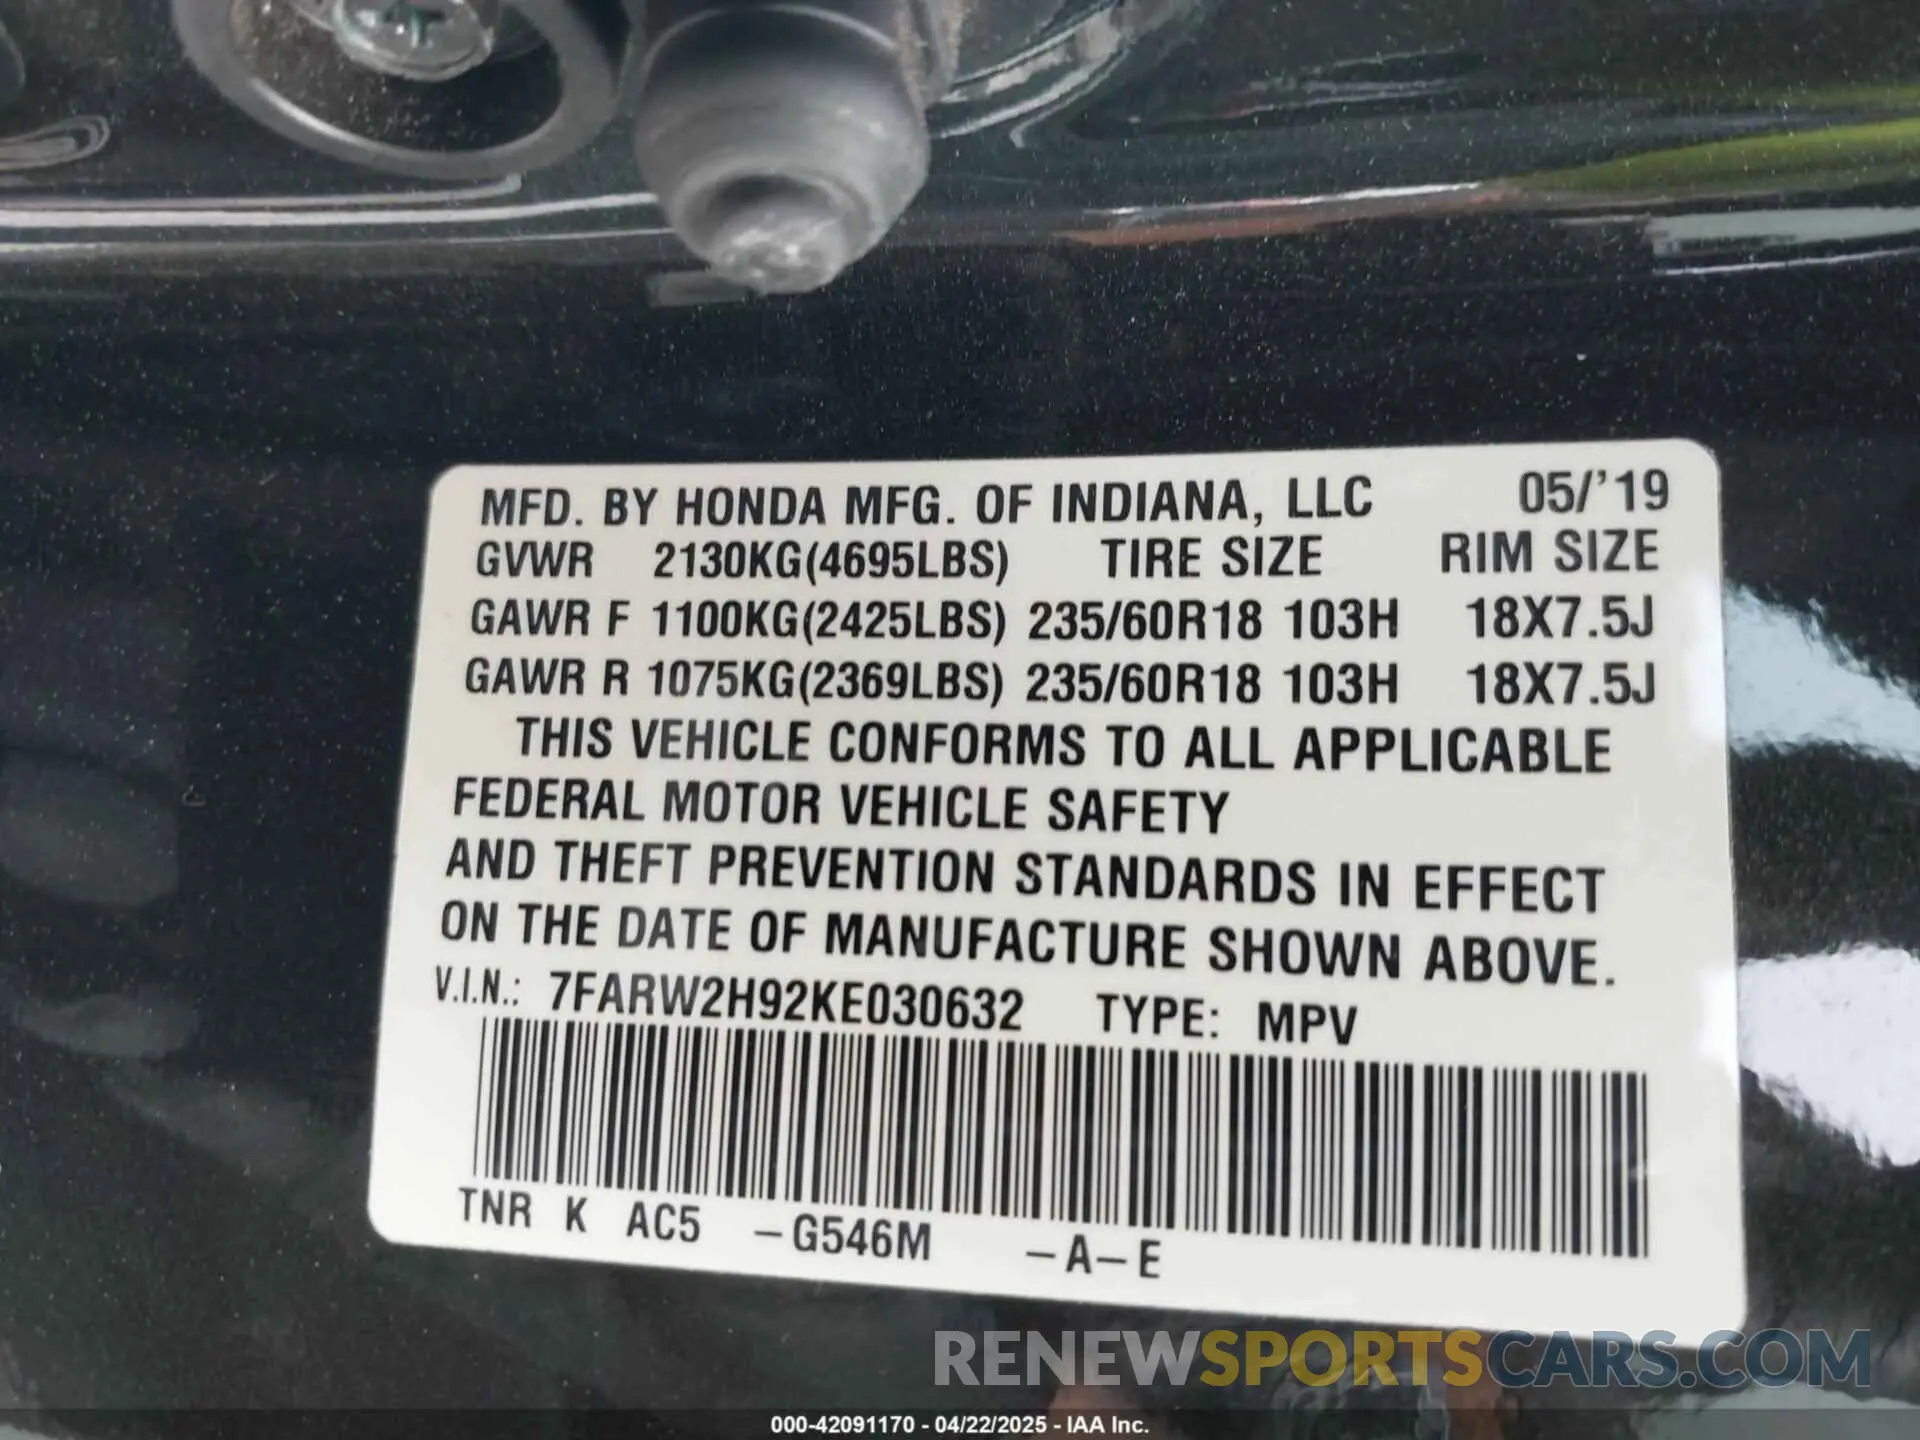 MFD. BY HONDA MFG. OF INDIANA, LLC 05/'19
GVWR 2130KG(4695LBS) TIRE SIZE RIM SIZE
GAWR F 1100KG(2425LBS) 235/60R18 103H 18X7.5J
GAWR R 1075KG(2369LBS) 235/60R18 103H 18X7.5J
THIS VEHICLE CONFORMS TO ALL APPLICABLE
FEDERAL MOTOR VEHICLE SAFETY
AND THEFT PREVENTION STANDARDS IN EFFECT
ON THE DATE OF MANUFACTURE SHOWN ABOVE.
V.I.N.: 7FARW2H92KE030632 TYPE: MPV
TNR K AC5 -G546M -A-E
RENEWSPORTSCARS.COM
000-42091170 - 04/22/2025 - IAA Inc.